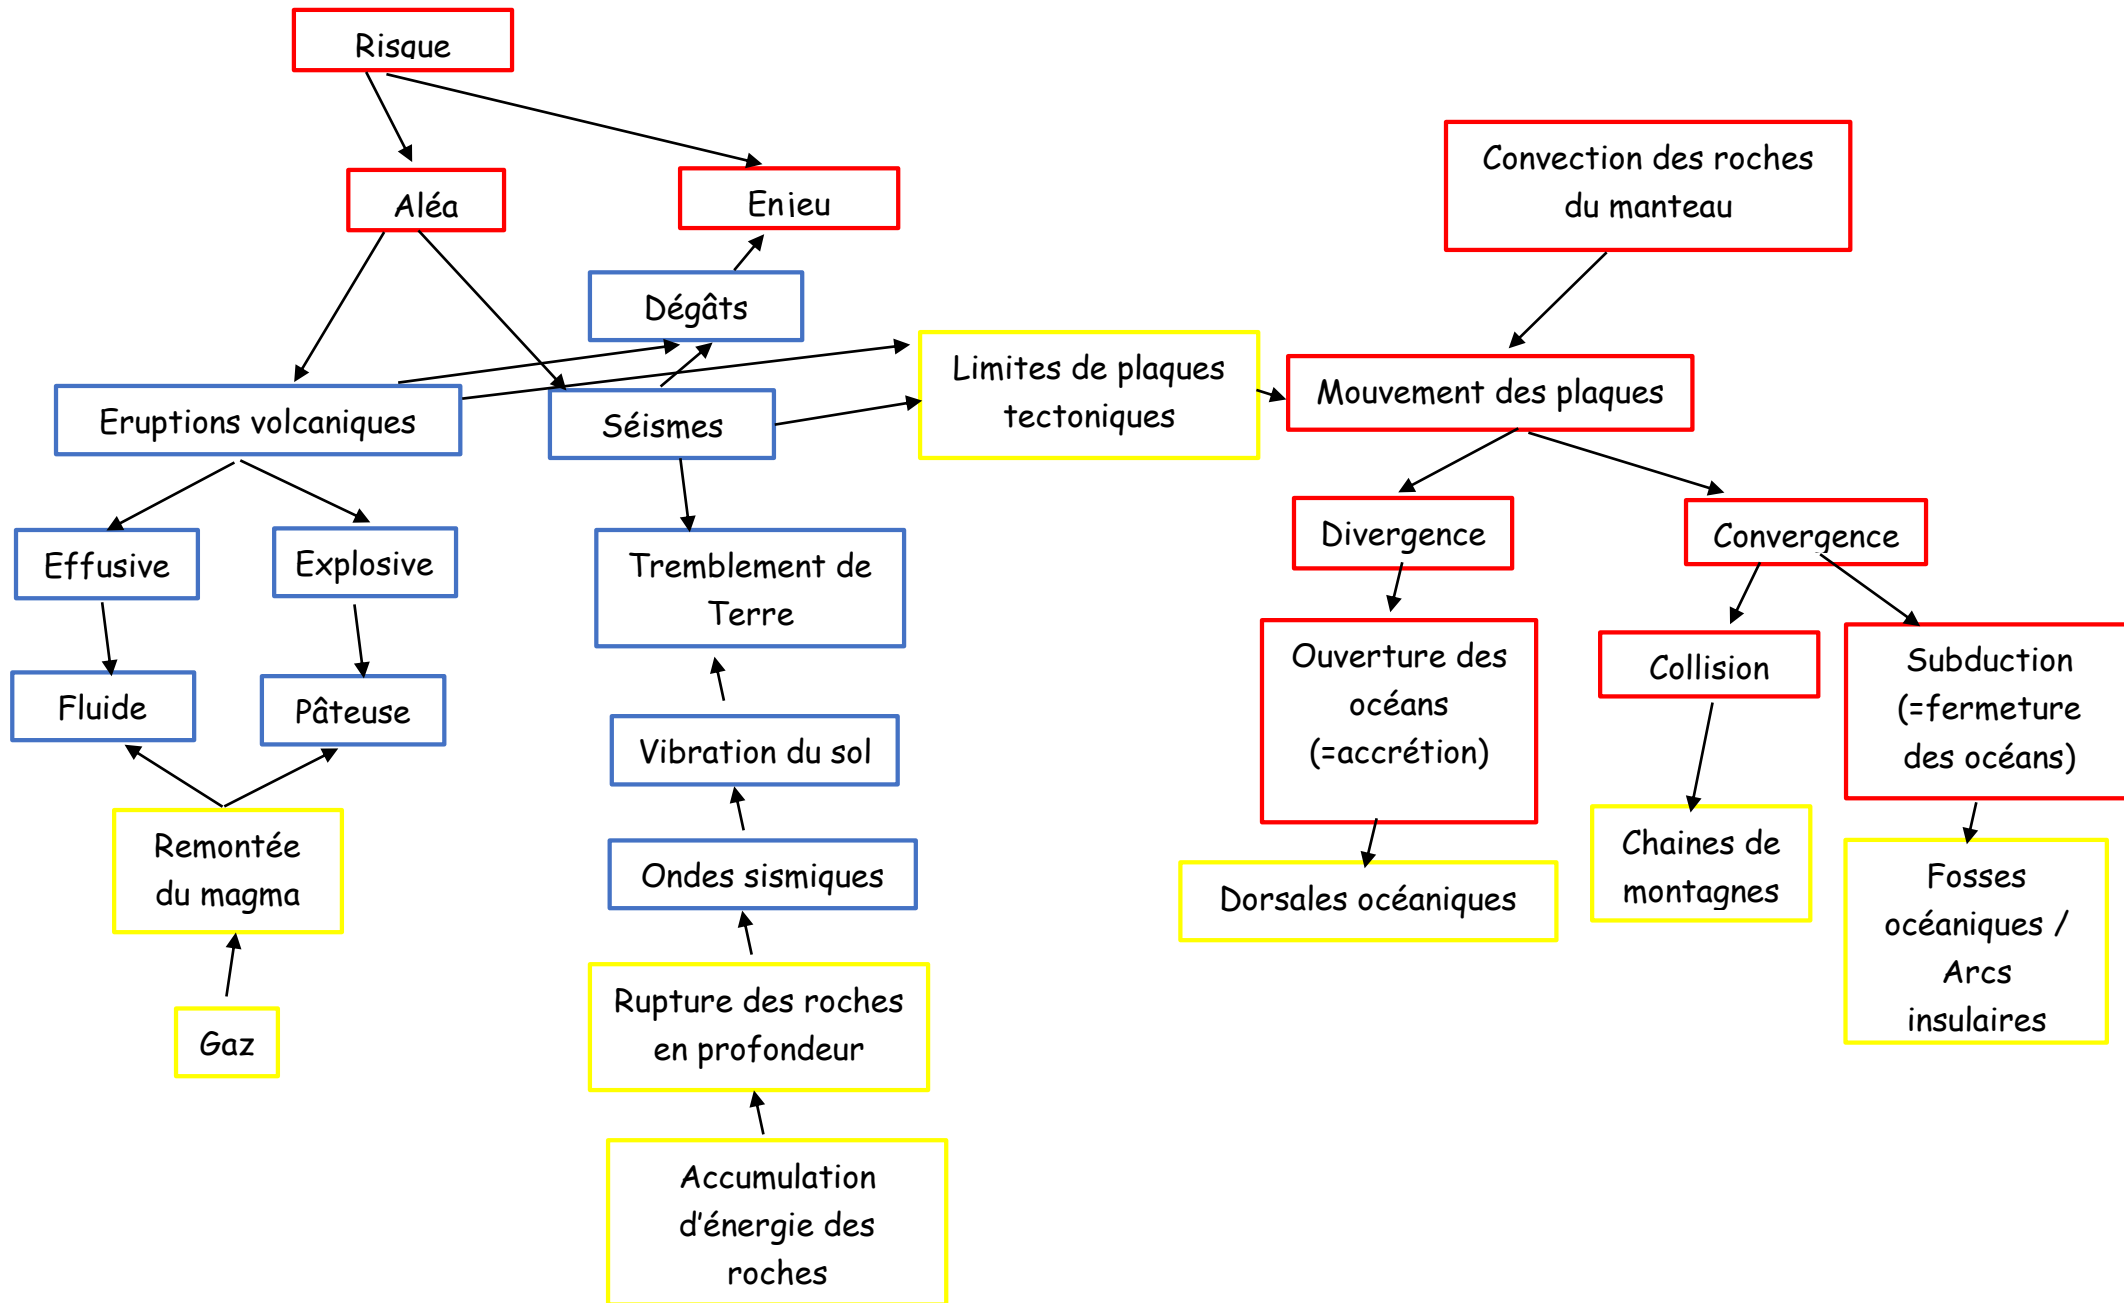 Risque
Aléa
Enjeu
Convection des roches
du manteau
Dégâts
Eruptions volcaniques
Séismes
Limites de plaques
tectoniques
Mouvement des plaques
Effusive
Explosive
Tremblement de
Terre
Divergence
Convergence
Fluide
Pâteuse
Vibration du sol
Ouverture des
océans
(=accrétion)
Collision
Subduction
(=fermeture
des océans)
Remontée
du magma
Ondes sismiques
Dorsales océaniques
Chaines de
montagnes
Fosses
océaniques /
Arcs
insulaires
Gaz
Rupture des roches
en profondeur
Accumulation
d'énergie des
roches